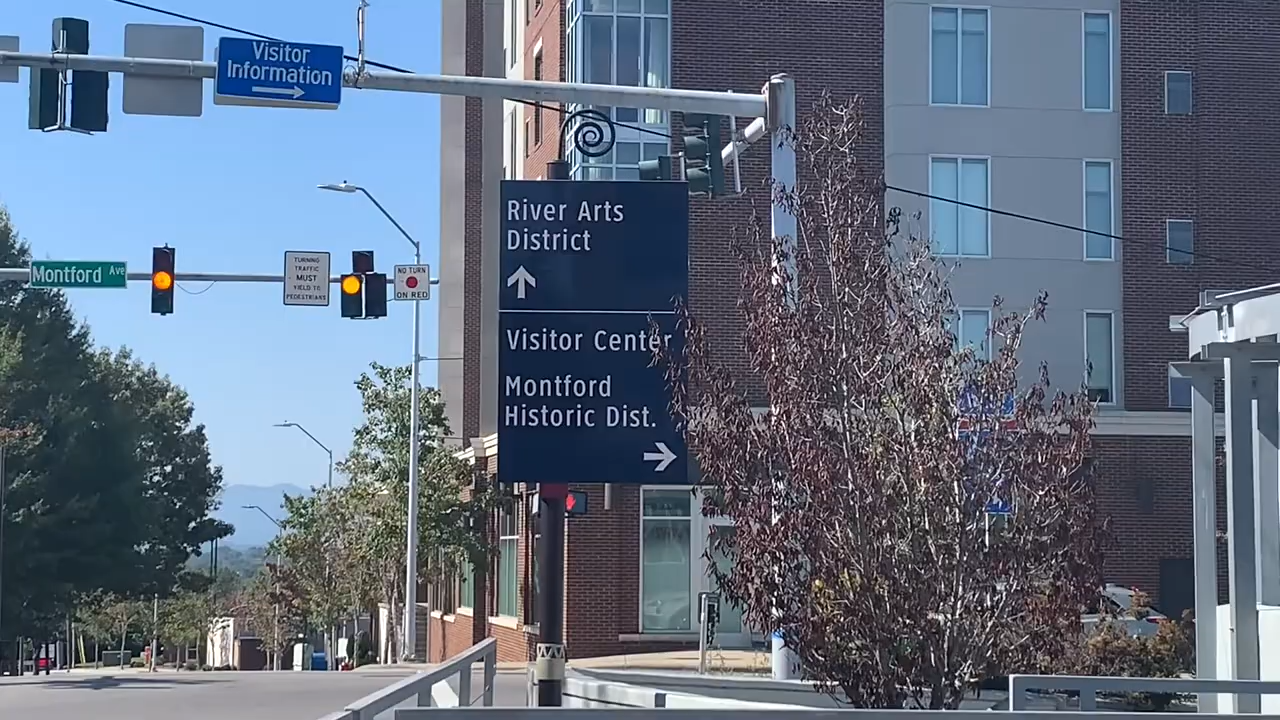 Visitor
Information
River Arts
District
Montford Ave
TURNING
TRAFFIC
MUST
YIELD TO
PEDESTRIANS
NO TURN
ON RED
Visitor Center
Montford
Historic Dist.